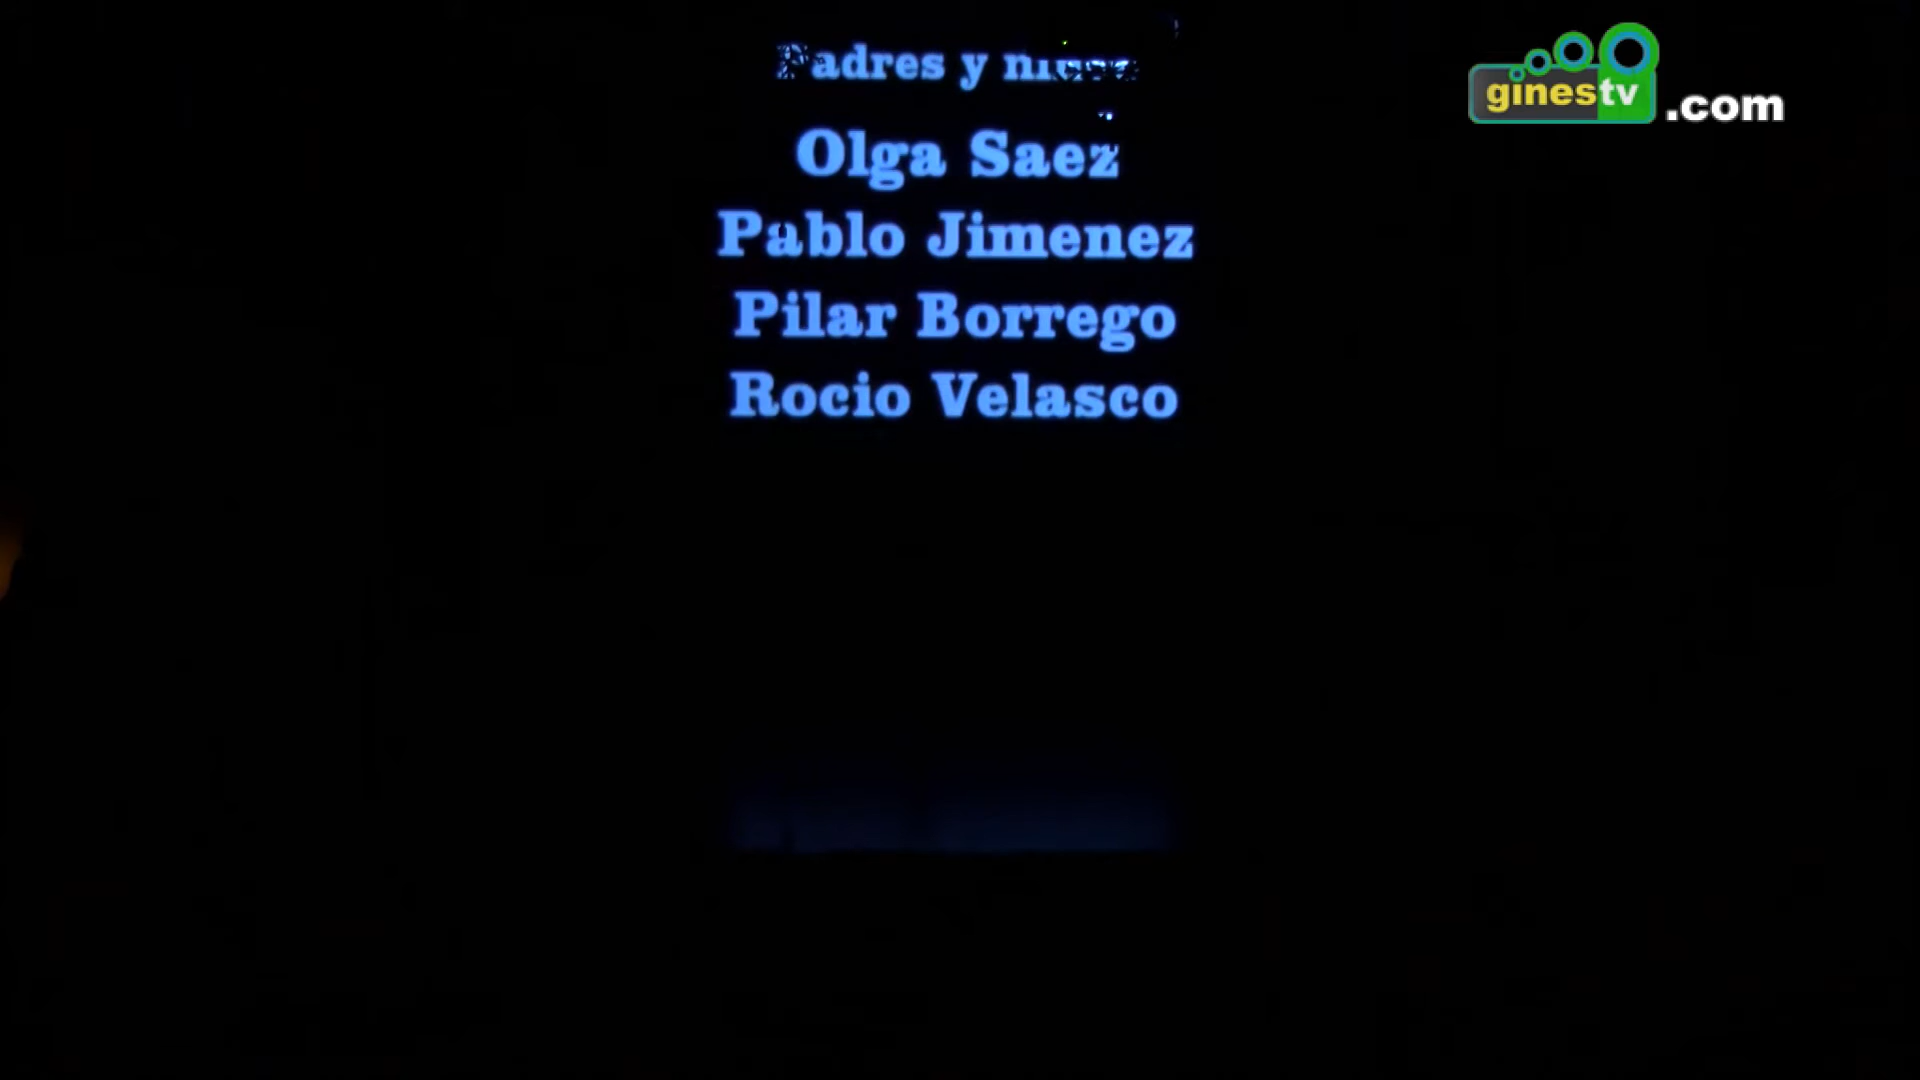 Padres y
Olga Saez
Pablo Jimenez
Pilar Borrego
Rocio Velasco
ginestv.com